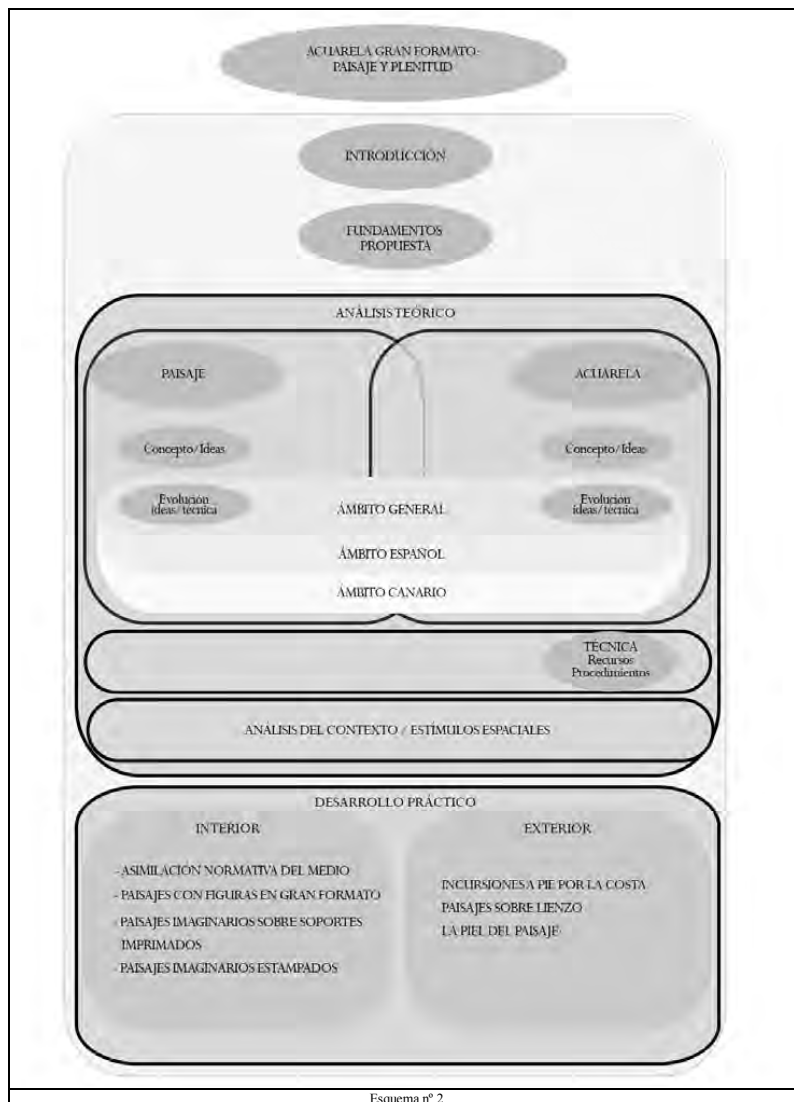 ACUARELA GRAN FORMATO-
PAISAJE Y PLENITUD
INTRODUCCIÓN
FUNDAMENTOS
PROPUESTA
ANÁLISIS TEÓRICO
PAISAJE
ACUARELA
Concepto/Ideas
Concepto/Ideas
Evolución
ideas/técnica
ÁMBITO GENERAL
Evolución
ideas/técnica
ÁMBITO ESPAÑOL
ÁMBITO CANARIO
TÉCNICA
Recursos
Procedimientos
ANÁLISIS DEL CONTEXTO / ESTÍMULOS ESPACIALES
DESARROLLO PRÁCTICO
INTERIOR
- ASIMILACIÓN NORMATIVA DEL MEDIO
- PAISAJES CON FIGURAS EN GRAN FORMATO
- PAISAJES IMAGINARIOS SOBRE SOPORTES
IMPRIMADOS
- PAISAJES IMAGINARIOS ESTAMPADOS
EXTERIOR
INCURSIONES A PIE POR LA COSTA
PAISAJES SOBRE LIENZO
LA PIEL DEL PAISAJE
Esquema nº 2